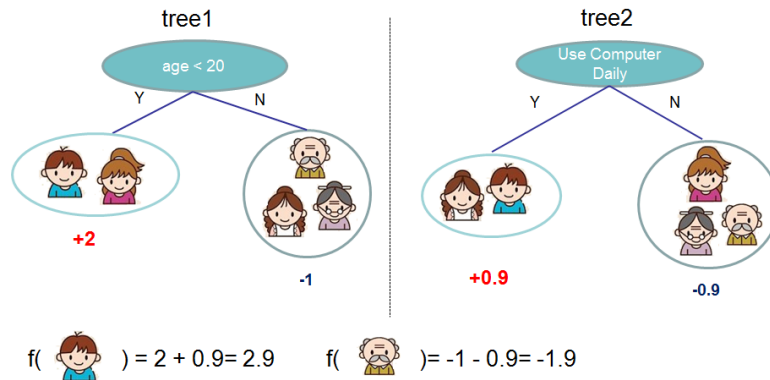 tree1
tree2
age < 20
Use Computer
Daily
Y
N
Y
N
+2
-1
+0.9
-0.9
f( ) = 2 + 0.9= 2.9
f( )= -1 - 0.9= -1.9